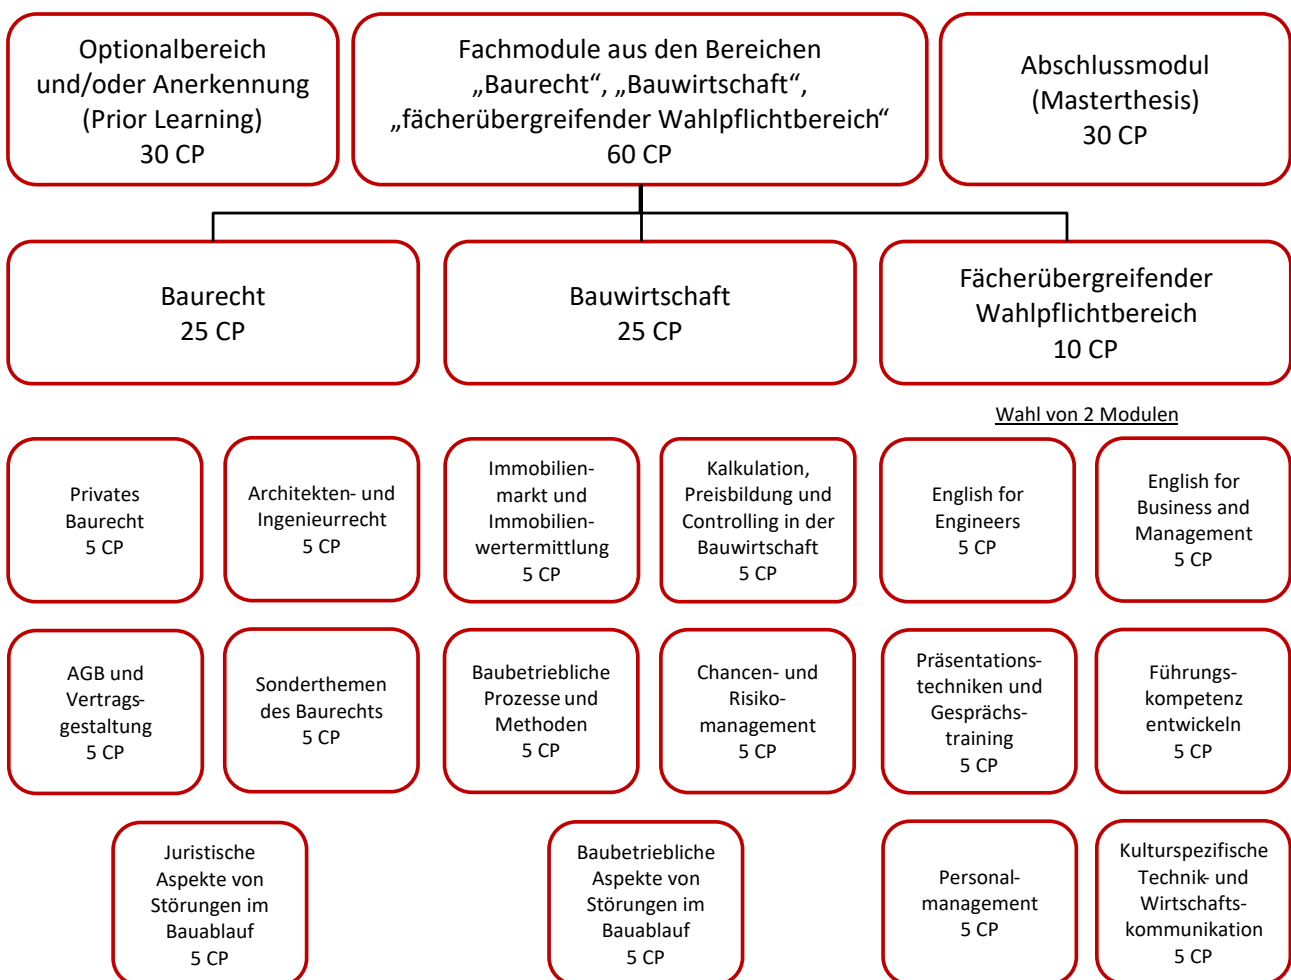 Optionalbereich
und/oder Anerkennung
(Prior Learning)
30 CP
Fachmodule aus den Bereichen
„Baurecht“, „Bauwirtschaft“,
„fächerübergreifender Wahlpflichtbereich“
60 CP
Abschlussmodul
(Masterthesis)
30 CP
Baurecht
25 CP
Bauwirtschaft
25 CP
Fächerübergreifender
Wahlpflichtbereich
10 CP
Wahl von 2 Modulen
Privates
Baurecht
5 CP
Architekten- und
Ingenieurrecht
5 CP
Immobilien-
markt und
Immobilien-
wertermittlung
5 CP
Kalkulation,
Preisbildung und
Controlling in der
Bauwirtschaft
5 CP
English for
Engineers
5 CP
English for
Business and
Management
5 CP
AGB und
Vertrags-
gestaltung
5 CP
Sonderthemen
des Baurechts
5 CP
Baubetriebliche
Prozesse und
Methoden
5 CP
Chancen- und
Risiko-
management
5 CP
Präsentations-
techniken und
Gesprächs-
training
5 CP
Führungs-
kompetenz
entwickeln
5 CP
Juristische
Aspekte von
Störungen im
Bauablauf
5 CP
Baubetriebliche
Aspekte von
Störungen im
Bauablauf
5 CP
Personal-
management
5 CP
Kulturspezifische
Technik- und
Wirtschafts-
kommunikation
5 CP